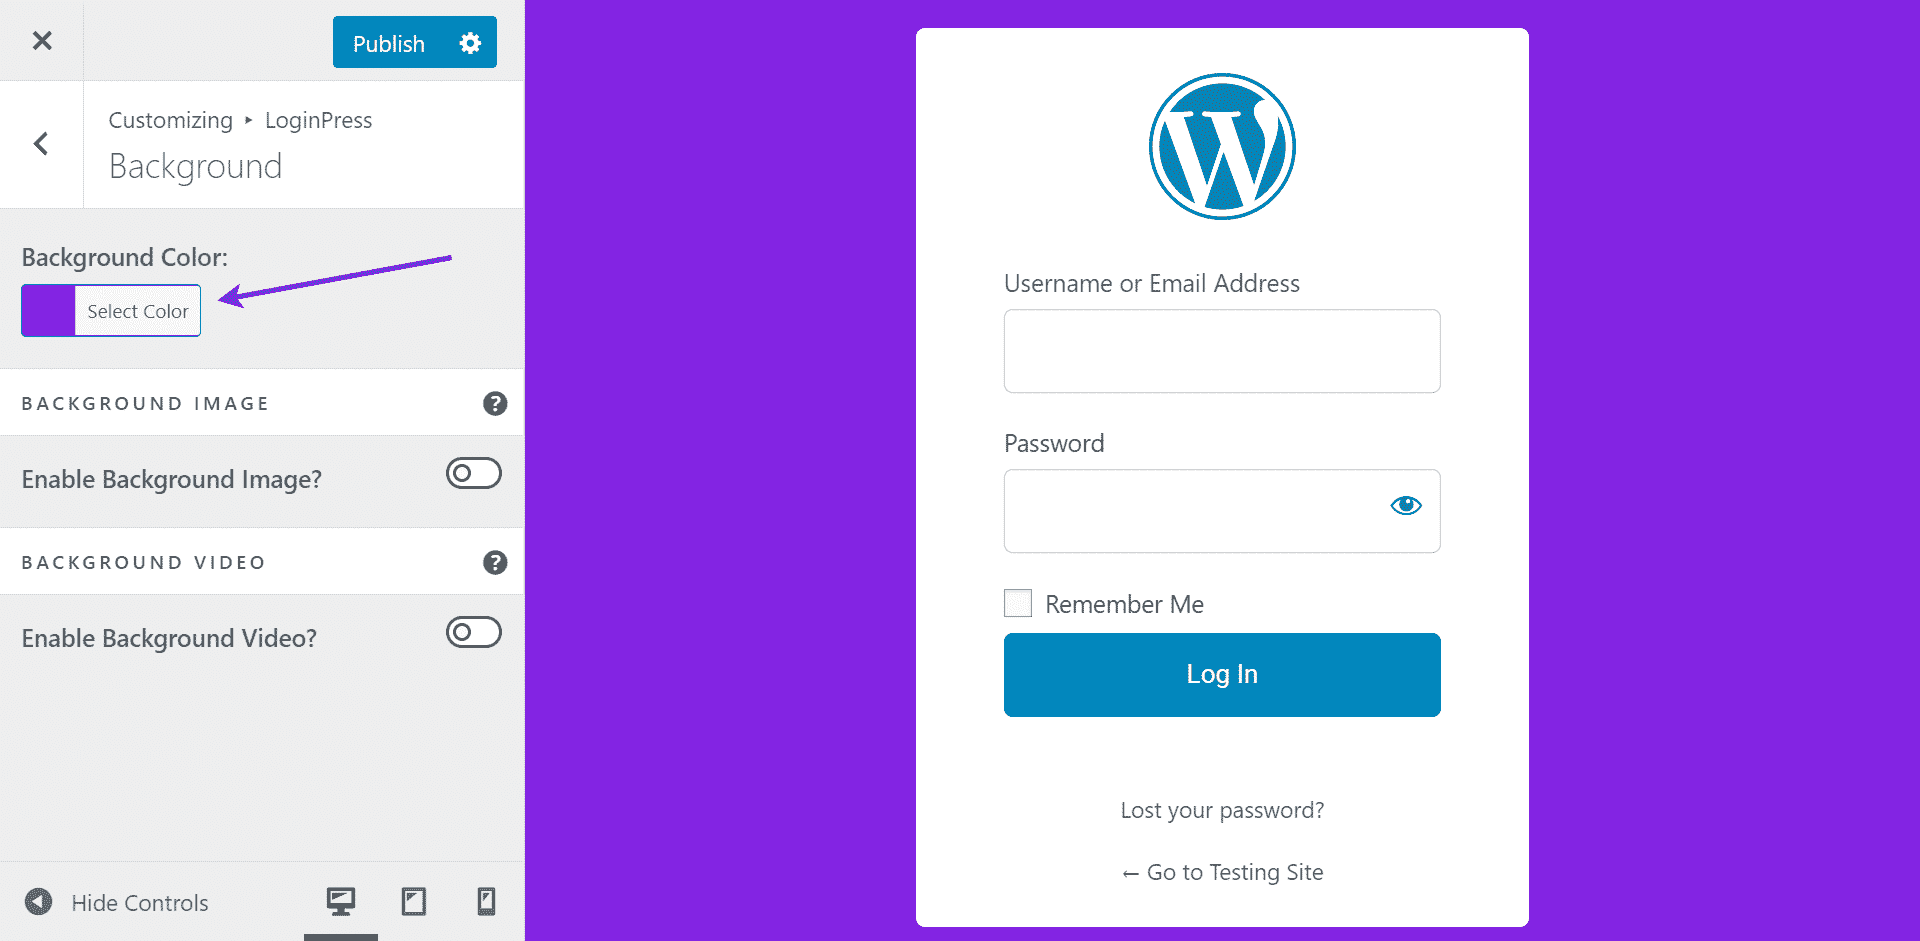 Publish
Customizing ▸ LoginPress
Background
Background Color:
Select Color
BACKGROUND IMAGE
Enable Background Image?
BACKGROUND VIDEO
Enable Background Video?
Hide Controls
Username or Email Address
Password
Remember Me
Log In
Lost your password?
← Go to Testing Site